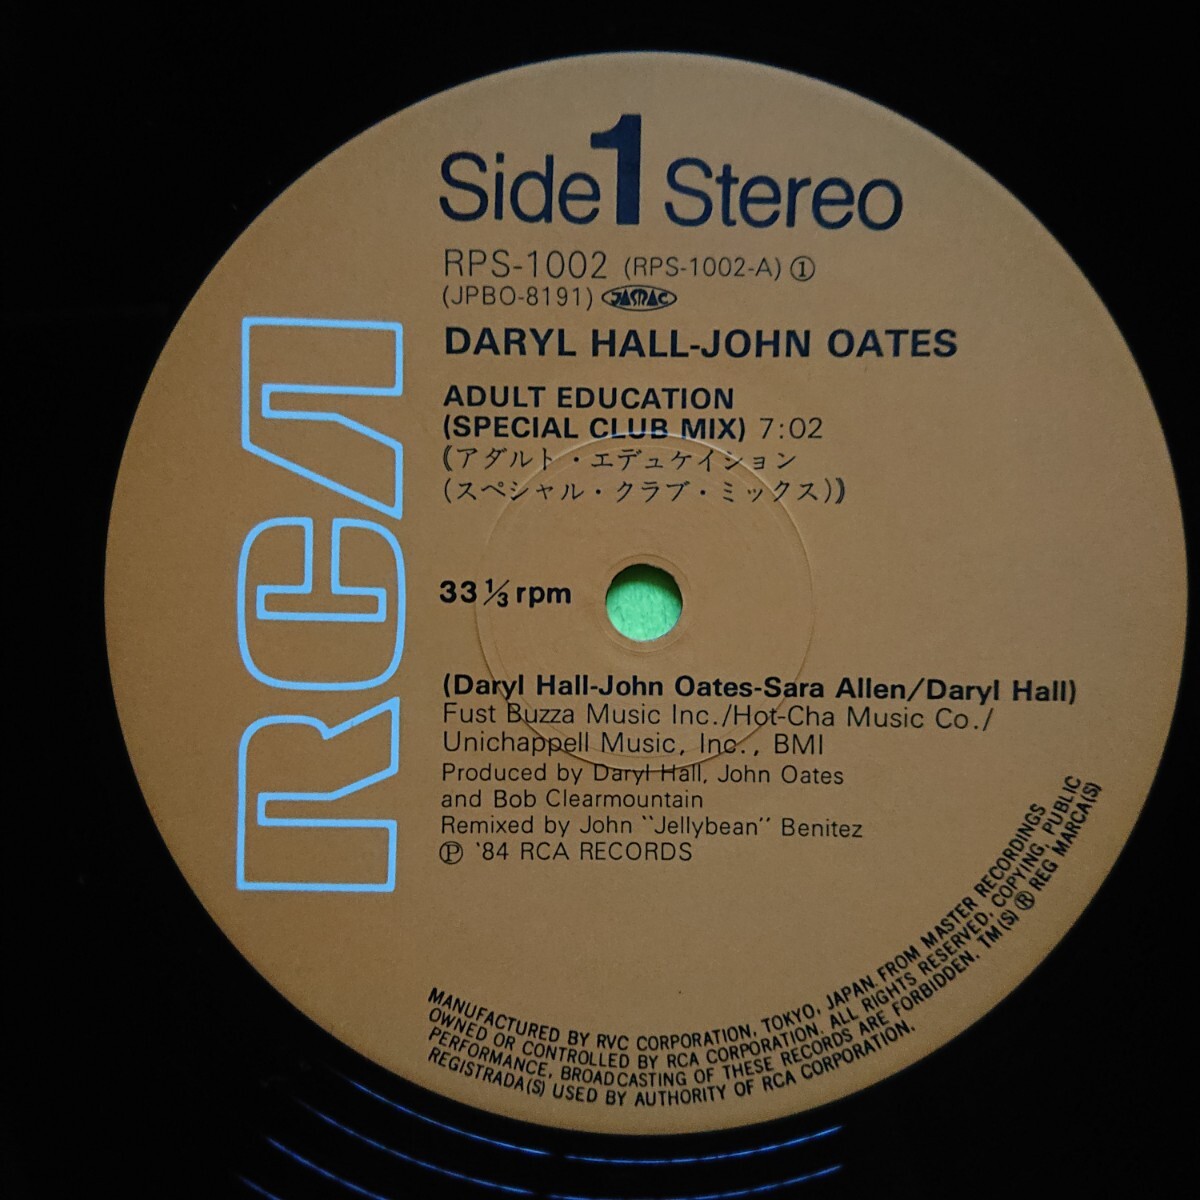 Side 1 Stereo
RPS-1002 (RPS-1002-A) ①
(JPBO-8191) JASRAC
DARYL HALL-JOHN OATES
ADULT EDUCATION
(SPECIAL CLUB MIX) 7:02
《アダルト・エデュケイション
(スペシャル・クラブ・ミックス)》
33 1/3 rpm
(Daryl Hall-John Oates-Sara Allen/Daryl Hall)
Fust Buzza Music Inc./Hot-Cha Music Co./
Unichappell Music, Inc., BMI
Produced by Daryl Hall, John Oates
and Bob Clearmountain
Remixed by John "Jellybean" Benitez
Ⓟ '84 RCA RECORDS
RCA
MANUFACTURED BY RVC CORPORATION, TOKYO, JAPAN. FROM MASTER RECORDINGS
OWNED OR CONTROLLED BY RCA CORPORATION. ALL RIGHTS RESERVED. COPYING, PUBLIC
PERFORMANCE, BROADCASTING OF THESE RECORDS ARE FORBIDDEN. TM(S) ® REG MARCA(S)
REGISTRADA(S) USED BY AUTHORITY OF RCA CORPORATION.